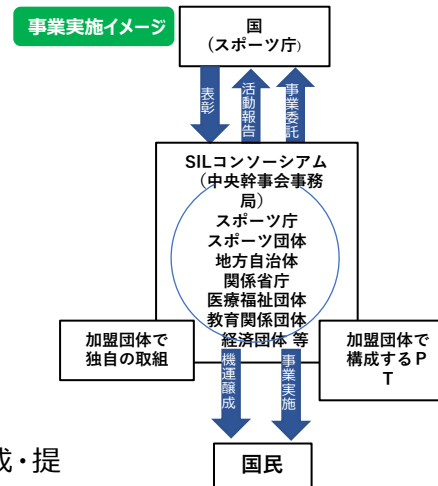 事業実施イメージ
国
(スポーツ庁)
表彰
活動報告
事業委託
SILコンソーシアム
(中央幹事会事務
局)
スポーツ庁
スポーツ団体
地方自治体
関係省庁
医療福祉団体
教育関係団体
経済団体 等
加盟団体で
独自の取組
加盟団体で
構成するP
T
機運醸成
事業実施
国民
成・提